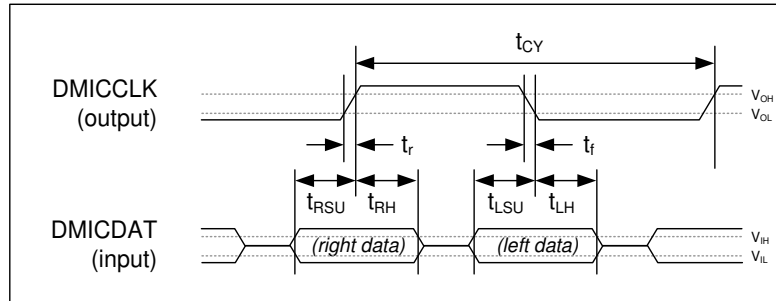 tCY
DMICCLK
(output)
VOH
VOL
tr
tf
tRSU
tRH
tLSU
tLH
DMICDAT
(input)
(right data)
(left data)
VIH
VIL